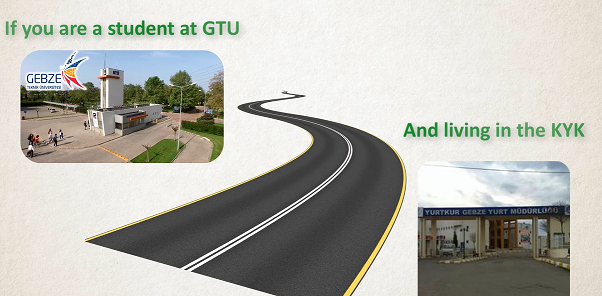 If you are a student at GTU
GEBZE
TEKNİK ÜNİVERSİTESİ
And living in the KYK
YURTKUR GEBZE YURT MÜDÜRLÜĞÜ